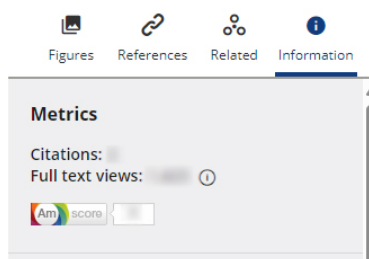 Figures References Related Information
Metrics
Citations:
Full text views:
Am score